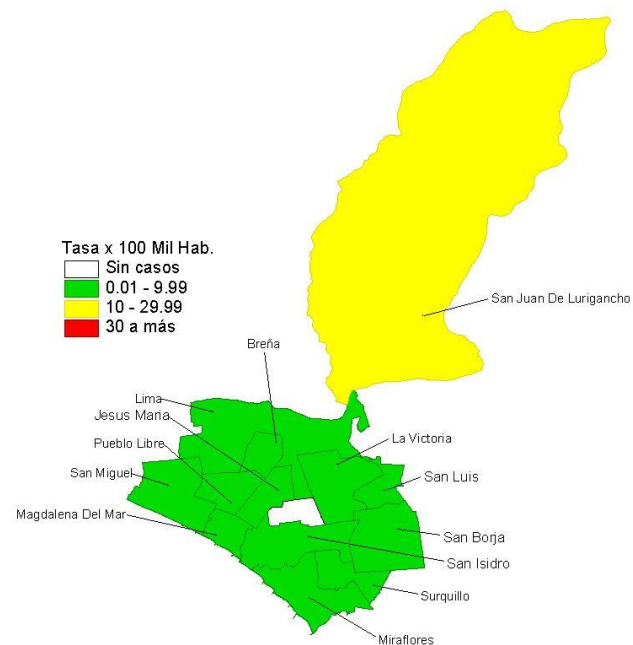 Tasa x 100 Mil Hab.
Sin casos
0.01 - 9.99
10 - 29.99
30 a más
San Juan De Lurigancho
Breña
Lima
Jesus Maria
Pueblo Libre
San Miguel
Magdalena Del Mar
La Victoria
San Luis
San Borja
San Isidro
Surquillo
Miraflores